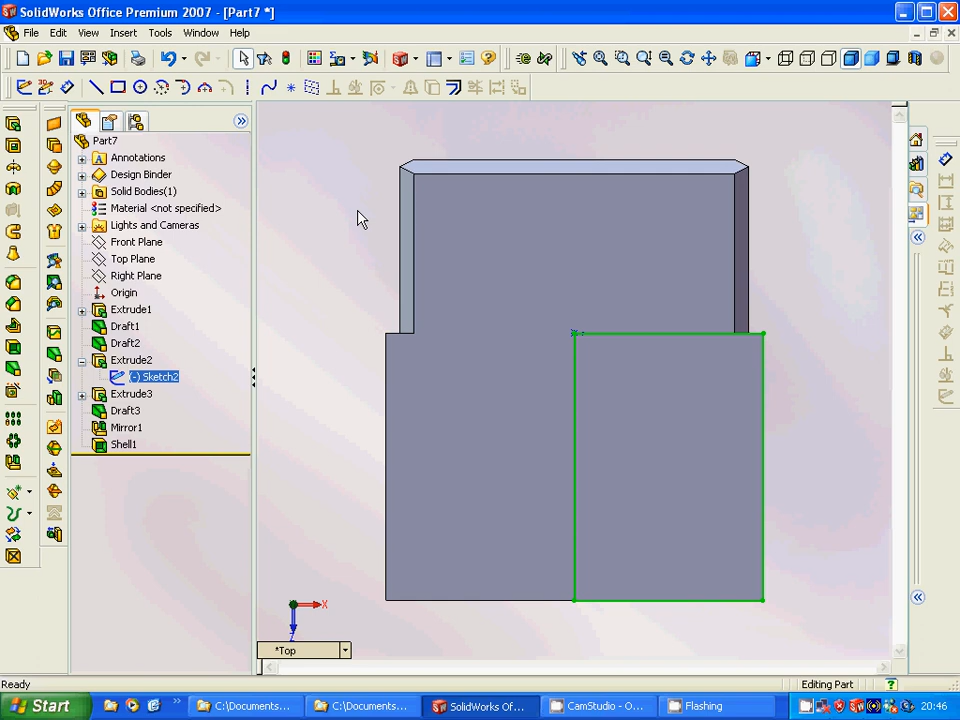 SolidWorks Office Premium 2007 - [Part7 *]
File Edit View Insert Tools Window Help
Part7
Annotations
Design Binder
Solid Bodies(1)
Material <not specified>
Lights and Cameras
Front Plane
Top Plane
Right Plane
Origin
Extrude1
Draft1
Draft2
Extrude2
(-) Sketch2
Extrude3
Draft3
Mirror1
Shell1
X
Z
*Top
Ready
Editing Part
Start
C:\Documents...
C:\Documents...
SolidWorks Of...
CamStudio - O...
Flashing
20:46